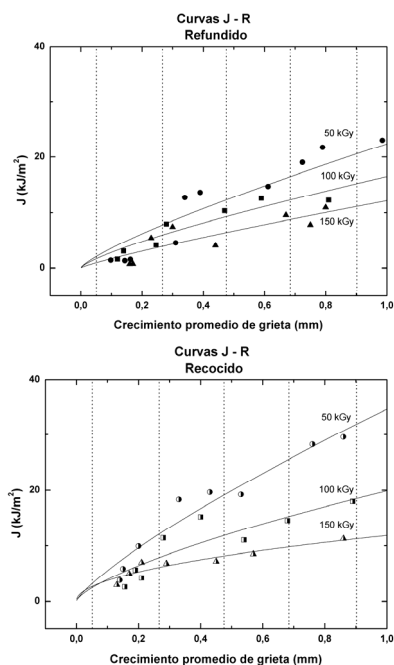 Curvas J - R
Refundido
40
20
0
J (kJ/m²)
50 kGy
100 kGy
150 kGy
0,0 0,2 0,4 0,6 0,8 1,0
Crecimiento promedio de grieta (mm)
Curvas J - R
Recocido
40
20
0
J (kJ/m²)
50 kGy
100 kGy
150 kGy
0,0 0,2 0,4 0,6 0,8 1,0
Crecimiento promedio de grieta (mm)